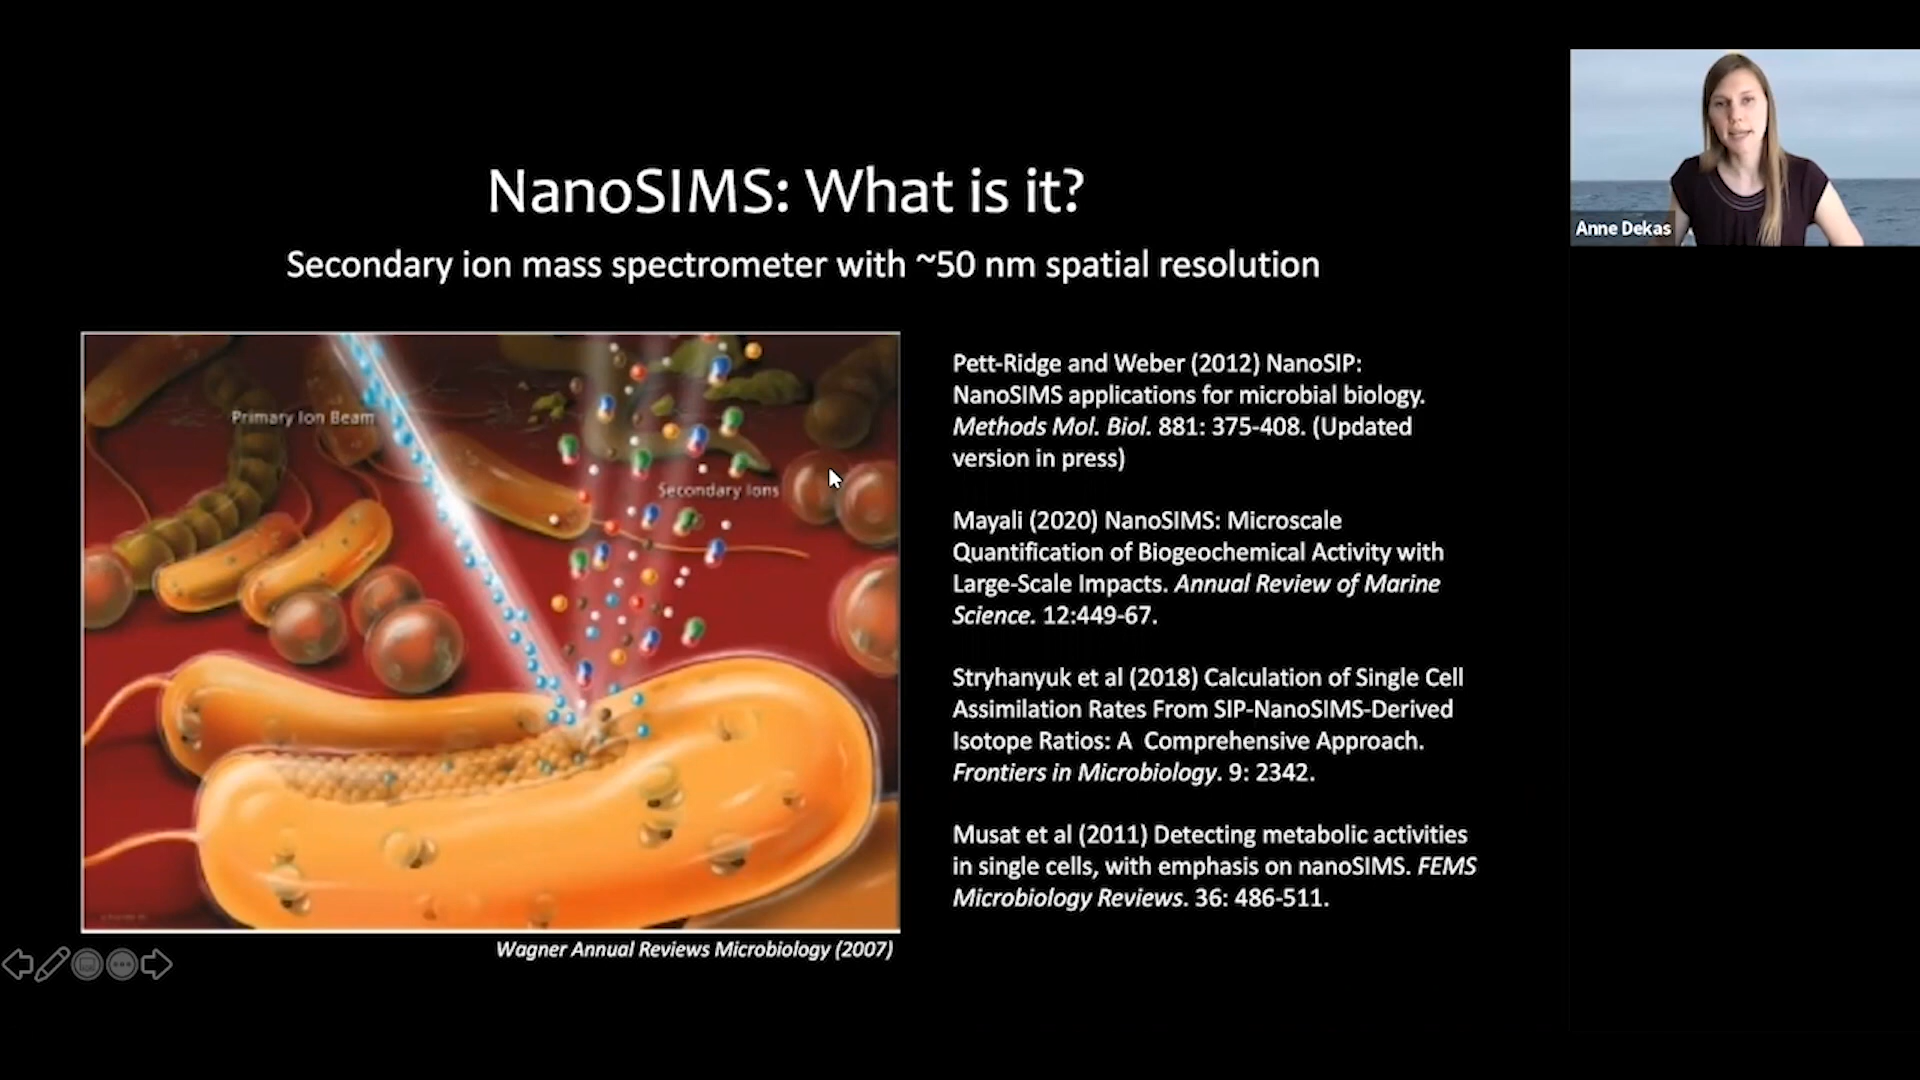 NanoSIMS: What is it?
Secondary ion mass spectrometer with ~50 nm spatial resolution
Anne Dekas
Primary Ion Beam
Secondary Ions
Pett-Ridge and Weber (2012) NanoSIP:
NanoSIMS applications for microbial biology.
Methods Mol. Biol. 881: 375-408. (Updated
version in press)
Mayali (2020) NanoSIMS: Microscale
Quantification of Biogeochemical Activity with
Large-Scale Impacts. Annual Review of Marine
Science. 12:449-67.
Stryhanyuk et al (2018) Calculation of Single Cell
Assimilation Rates From SIP-NanoSIMS-Derived
Isotope Ratios: A Comprehensive Approach.
Frontiers in Microbiology. 9: 2342.
Musat et al (2011) Detecting metabolic activities
in single cells, with emphasis on nanoSIMS. FEMS
Microbiology Reviews. 36: 486-511.
Wagner Annual Reviews Microbiology (2007)